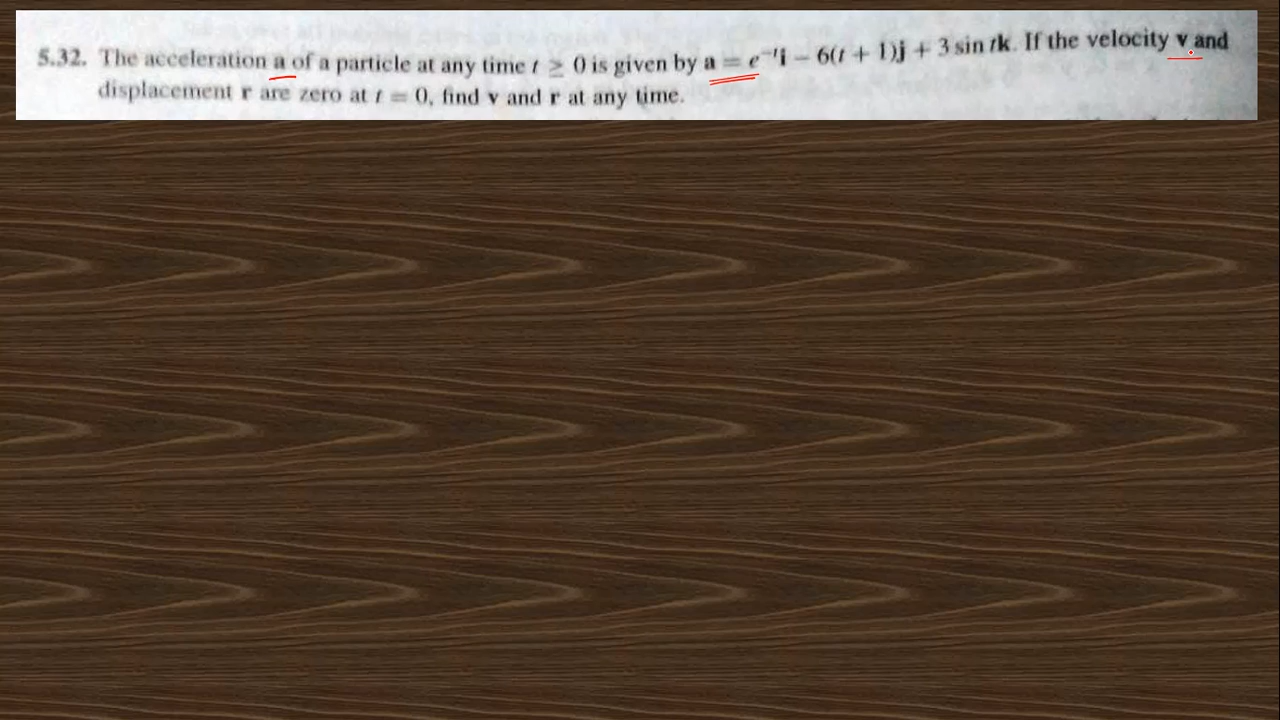 5.32. The acceleration a of a particle at any time t ≥ 0 is given by a = e⁻ᵗi − 6(t + 1)j + 3 sin tk. If the velocity v and
displacement r are zero at t = 0, find v and r at any time.